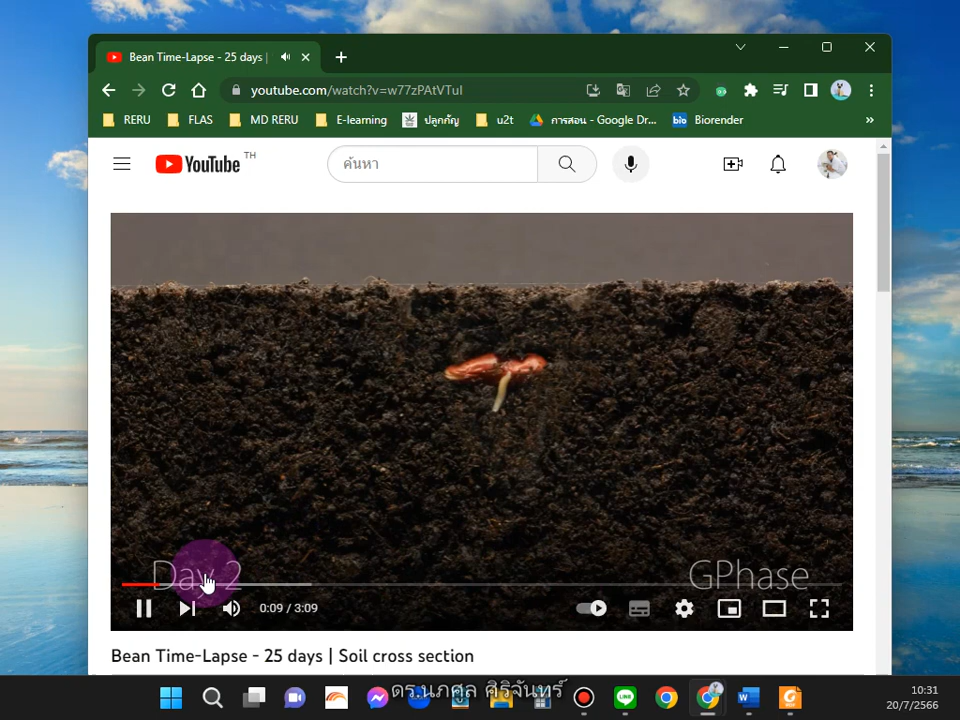 Bean Time-Lapse - 25 days |
youtube.com/watch?v=w77zPAtVTuI
RERU FLAS MD RERU E-learning ปลูกกัญ u2t การสอน - Google Dr... bio Biorender »
YouTube TH
ค้นหา
Day 2
GPhase
0:09 / 3:09
Bean Time-Lapse - 25 days | Soil cross section
ดร.นภศูล ศิริจันทร์
LINE
W
G
10:31
20/7/2566